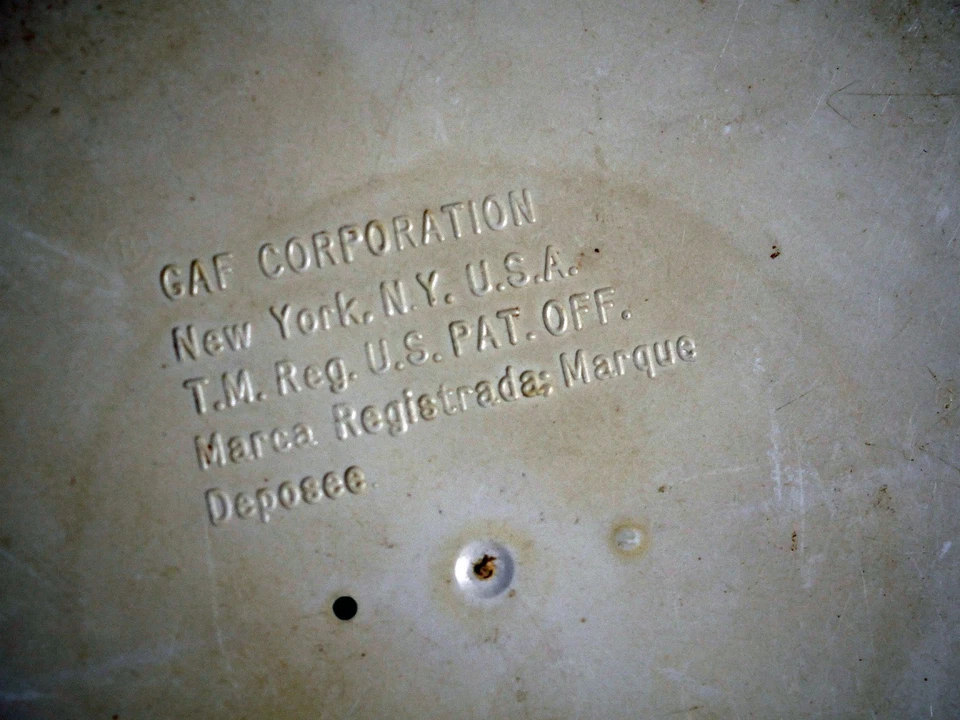 GAF CORPORATION
New York, N.Y. U.S.A.
T.M. Reg. U.S. PAT. OFF.
Marca Registrada; Marque
Deposee